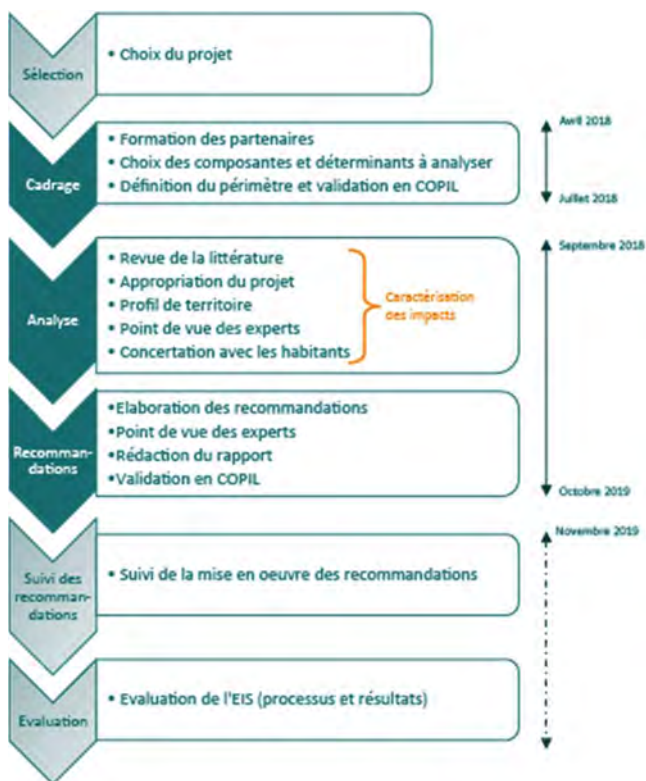 Sélection
• Choix du projet
Cadrage
• Formation des partenaires
• Choix des composantes et déterminants à analyser
• Définition du périmètre et validation en COPIL
Avril 2018
Juillet 2018
Analyse
• Revue de la littérature
• Appropriation du projet
• Profil de territoire
• Point de vue des experts
• Concertation avec les habitants
Caractérisation
des impacts
Septembre 2018
Recomman-
dations
•Elaboration des recommandations
•Point de vue des experts
•Rédaction du rapport
•Validation en COPIL
Octobre 2019
Novembre 2019
Suivi des
recomman-
dations
• Suivi de la mise en oeuvre des recommandations
Evaluation
• Evaluation de l'EIS (processus et résultats)